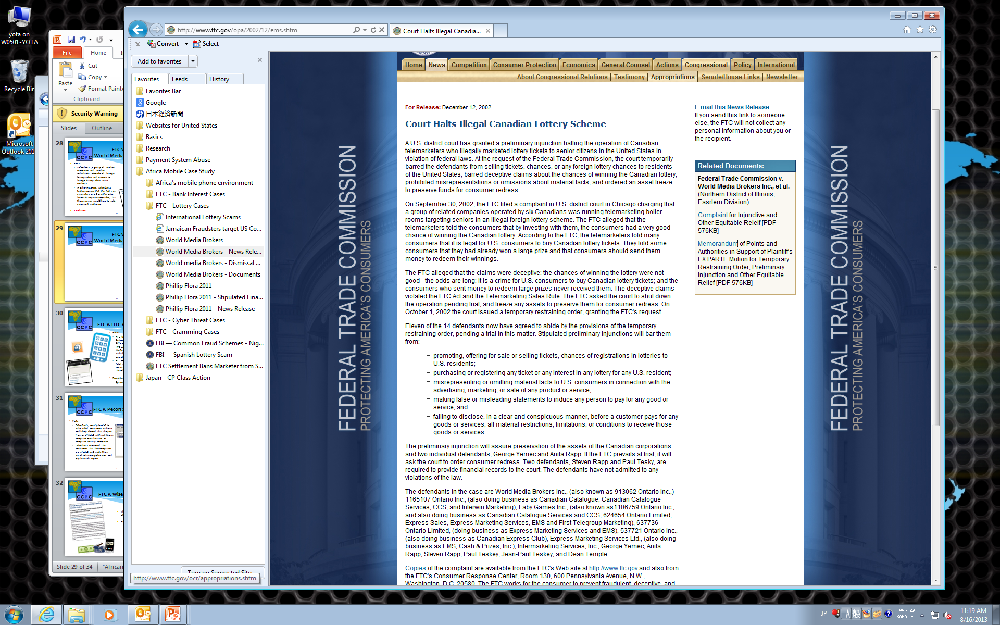 yota on
W0501-YOTA
Recycle Bin
Microsoft
Outlook 201
File
Home
Paste
Cut
Copy
Format Painte
Clipboard
Security Warning
Slides
Outline
28
FTC v
World Media
CCPC
29
FTC v
World Media
CCPC
30
FTC v. HTC A
CCPC
31
FTC v. Pecon S
CCPC
32
FTC v. Wise
CCPC
Slide 29 of 34
"African
http://www.ftc.gov/opa/2002/12/ems.shtm
Court Halts Illegal Canadia...
Convert
Select
Add to favorites
Favorites
Feeds
History
Favorites Bar
Google
日本経済新聞
Websites for United States
Basics
Research
Payment System Abuse
Africa Mobile Case Study
Africa's mobile phone environment
FTC - Bank Interest Cases
FTC - Lottery Cases
International Lottery Scams
Jamaican Fraudsters target US Co...
World Media Brokers
World Media Brokers - News Rele...
World media Brokers - Dismissal ...
World Media Brokers - Documents
Phillip Flora 2011
Phillip Flora 2011 - Stipulated Fina...
Phillip Flora 2011 - News Release
FTC - Cyber Threat Cases
FTC - Cramming Cases
FBI — Common Fraud Schemes - Nig...
FBI — Spanish Lottery Scam
FTC Settlement Bans Marketer from S...
Japan - CP Class Action
Turn on Suggested Sites
http://www.ftc.gov/ocr/appropriations.shtm
FEDERAL TRADE COMMISSION
PROTECTING AMERICA'S CONSUMERS
Home
News
Competition
Consumer Protection
Economics
General Counsel
Actions
Congressional
Policy
International
About Congressional Relations
Testimony
Appropriations
Senate/House Links
Newsletter
For Release: December 12, 2002
Court Halts Illegal Canadian Lottery Scheme
A U.S. district court has granted a preliminary injunction halting the operation of Canadian
telemarketers who illegally marketed lottery tickets to senior citizens in the United States in
violation of federal laws. At the request of the Federal Trade Commission, the court temporarily
barred the defendants from selling tickets, chances, or any foreign lottery chances to residents
of the United States; barred deceptive claims about the chances of winning the Canadian lottery;
prohibited misrepresentations or omissions about material facts; and ordered an asset freeze
to preserve funds for consumer redress.
On September 30, 2002, the FTC filed a complaint in U.S. district court in Chicago charging that
a group of related companies operated by six Canadians was running telemarketing boiler
rooms targeting seniors in an illegal foreign lottery scheme. The FTC alleged that the
telemarketers told the consumers that by investing with them, the consumers had a very good
chance of winning the Canadian lottery. According to the FTC, the telemarketers told many
consumers that it is legal for U.S. consumers to buy Canadian lottery tickets. They told some
consumers that they had already won a large prize and that consumers should send them
money to redeem their winnings.
The FTC alleged that the claims were deceptive: the chances of winning the lottery were not
good - the odds are long; it is a crime for U.S. consumers to buy Canadian lottery tickets; and the
consumers who sent money to redeem large prizes never received them. The deceptive claims
violated the FTC Act and the Telemarketing Sales Rule. The FTC asked the court to shut down
the operation pending trial, and freeze any assets to preserve them for consumer redress. On
October 1, 2002 the court issued a temporary restraining order, granting the FTC's request.
Eleven of the 14 defendants now have agreed to abide by the provisions of the temporary
restraining order, pending a trial in this matter. Stipulated preliminary injunctions will bar them
from:
– promoting, offering for sale or selling tickets, chances of registrations in lotteries to
U.S. residents;
– purchasing or registering any ticket or any interest in any lottery for any U.S. resident;
– misrepresenting or omitting material facts to U.S. consumers in connection with the
advertising, marketing, or sale of any product or service;
– making false or misleading statements to induce any person to pay for any good or
service; and
– failing to disclose, in a clear and conspicuous manner, before a customer pays for any
goods or services, all material restrictions, limitations, or conditions to receive those
goods or services.
The preliminary injunction will assure preservation of the assets of the Canadian corporations
and two individual defendants, George Yemec and Anita Rapp. If the FTC prevails at trial, it will
ask the court to order consumer redress. Two defendants, Steven Rapp and Paul Tesky, are
required to provide financial records to the court. The defendants have not admitted to any
violations of the law.
The defendants in the case are World Media Brokers Inc., (also known as 913062 Ontario Inc.,)
1165107 Ontario Inc., (also doing business as Canadian Catalogue, Canadian Catalogue
Services, CCS, and Interwin Marketing), Faby Games Inc., (also known as1106759 Ontario Inc.,
and also doing business as Canadian Catalogue Services and CCS, 624654 Ontario Limited,
Express Sales, Express Marketing Services, EMS and First Telegroup Marketing), 637736
Ontario Limited, (doing business as Express Marketing Services and EMS), 537721 Ontario Inc.,
(also doing business as Canadian Express Club), Express Marketing Services Ltd., (also doing
business as EMS, Cash & Prizes, Inc.), Intermarketing Services, Inc., George Yemec, Anita
Rapp, Steven Rapp, Paul Teskey, Jean-Paul Teskey, and Dean Temple.
Copies of the complaint are available from the FTC's Web site at http://www.ftc.gov and also from
the FTC's Consumer Response Center, Room 130, 600 Pennsylvania Avenue, N.W.,
Washington, D.C. 20580. The FTC works for the consumer to prevent fraudulent, deceptive, and
E-mail this News Release
If you send this link to someone
else, the FTC will not collect any
personal information about you or
the recipient.
Related Documents:
Federal Trade Commission v.
World Media Brokers Inc., et al.
(Northern District of Illinois,
Easrtern Division)
Complaint for Injunctive and
Other Equitable Releif [PDF
576KB]
Memorandum of Points and
Authorities in Support of Plaintiff's
EX PARTE Motion for Temporary
Restraining Order, Preliminary
Injunction and Other Equitable
Relief [PDF 576KB]
FEDERAL TRADE COMMISSION
PROTECTING AMERICA'S CONSUMERS
JP
A 般
CAPS
KANA
11:19 AM
8/16/2013